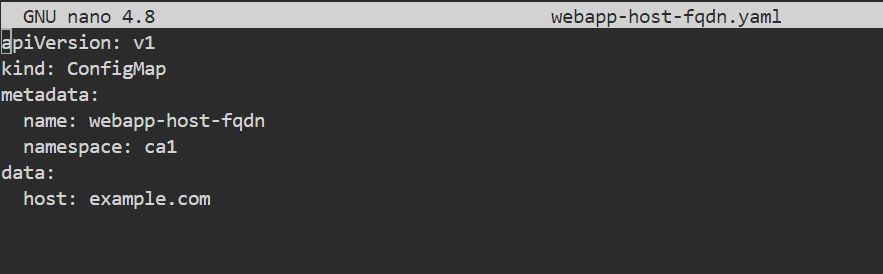 GNU nano 4.8 webapp-host-fqdn.yaml
apiVersion: v1
kind: ConfigMap
metadata:
  name: webapp-host-fqdn
  namespace: ca1
data:
  host: example.com